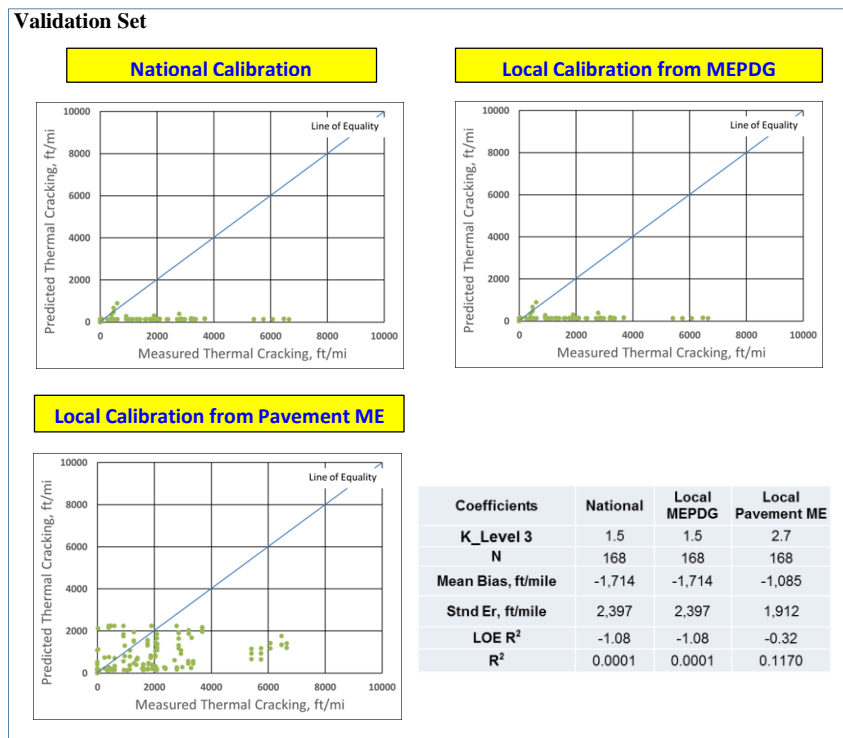 Validation Set
National Calibration
Local Calibration from MEPDG
10000
8000
6000
4000
2000
0
Predicted Thermal Cracking, ft/mi
Line of Equality
0 2000 4000 6000 8000 10000
Measured Thermal Cracking, ft/mi
10000
8000
6000
4000
2000
0
Predicted Thermal Cracking, ft/mi
Line of Equality
0 2000 4000 6000 8000 10000
Measured Thermal Cracking, ft/mi
Local Calibration from Pavement ME
10000
8000
6000
4000
2000
0
Predicted Thermal Cracking, ft/mi
Line of Equality
0 2000 4000 6000 8000 10000
Measured Thermal Cracking, ft/mi
Coefficients National Local MEPDG Local Pavement ME
K_Level 3 1.5 1.5 2.7
N 168 168 168
Mean Bias, ft/mile -1,714 -1,714 -1,085
Stnd Er, ft/mile 2,397 2,397 1,912
LOE R² -1.08 -1.08 -0.32
R² 0.0001 0.0001 0.1170